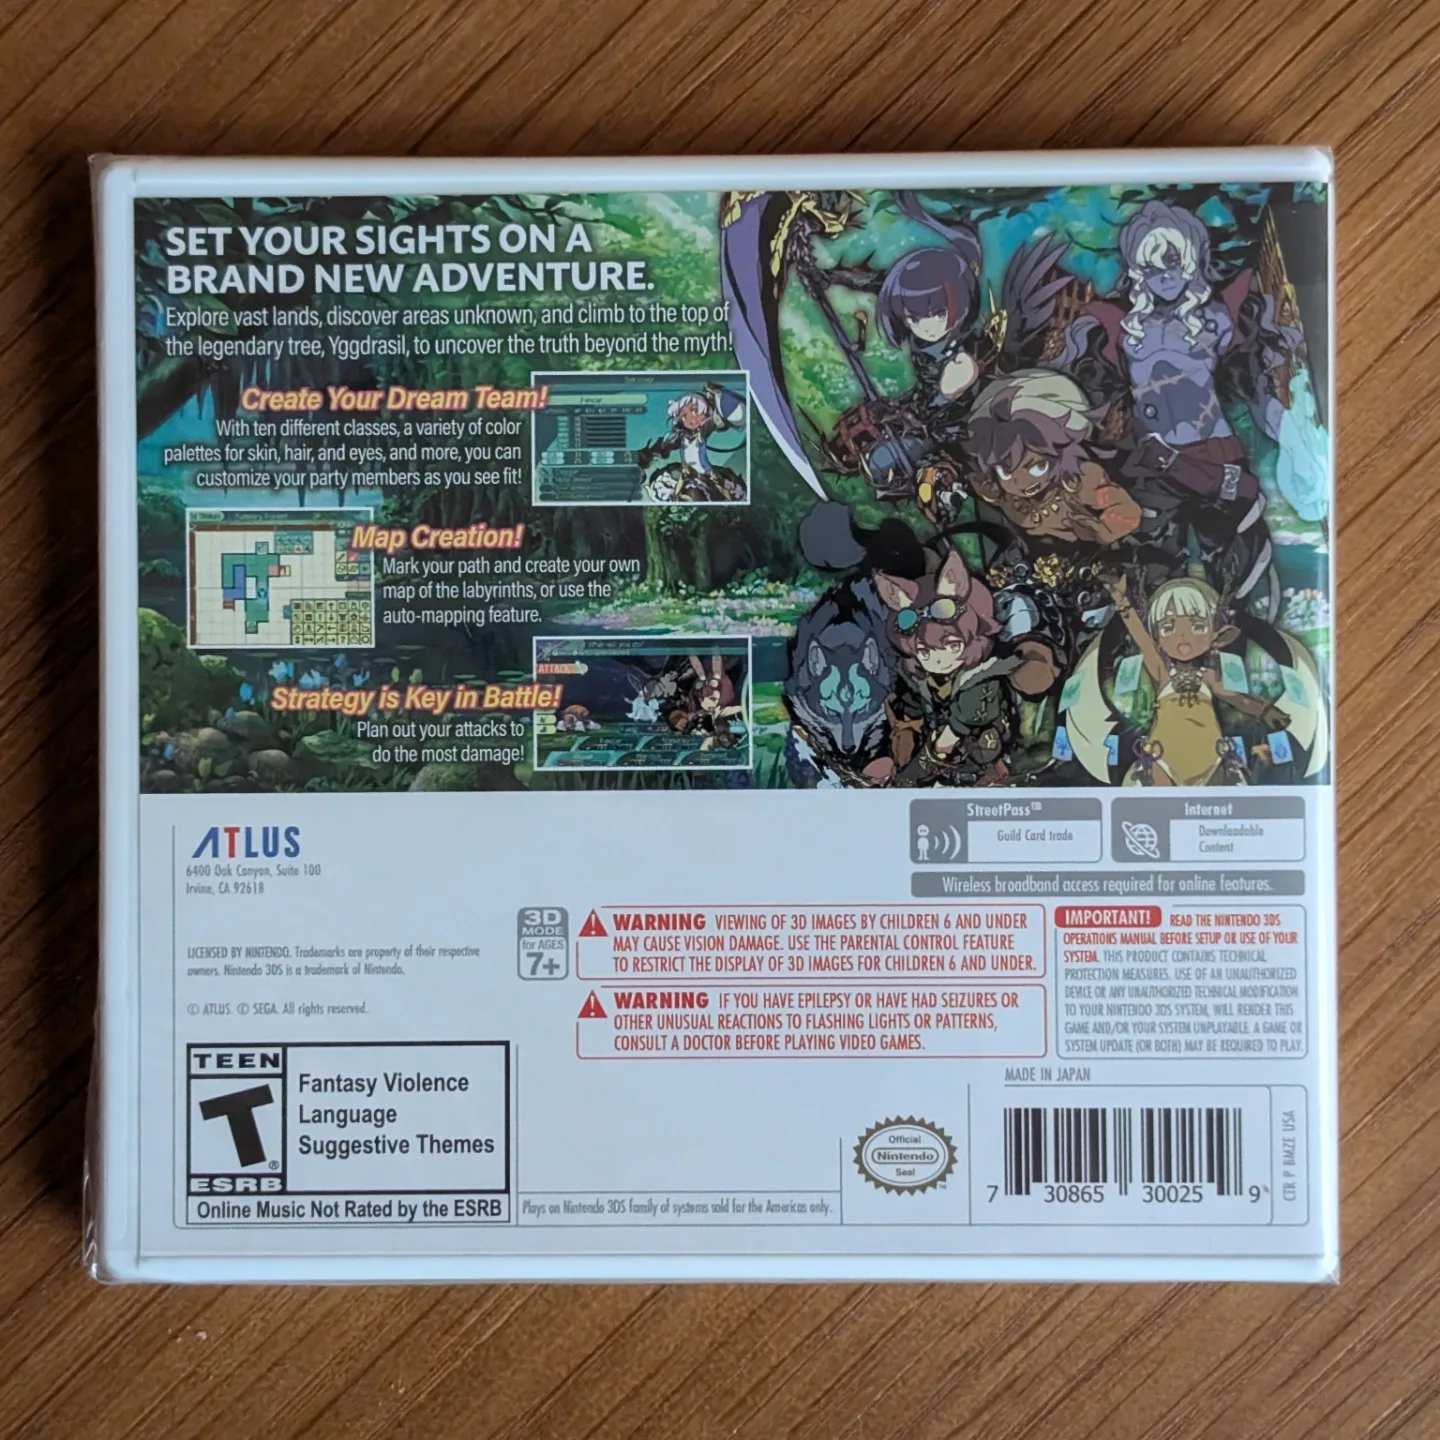 SET YOUR SIGHTS ON A
BRAND NEW ADVENTURE.
Explore vast lands, discover areas unknown, and climb to the top of
the legendary tree, Yggdrasil, to uncover the truth beyond the myth!
Create Your Dream Team!
With ten different classes, a variety of color
palettes for skin, hair, and eyes, and more, you can
customize your party members as you see fit!
Map Creation!
Mark your path and create your own
map of the labyrinths, or use the
auto-mapping feature.
ATTACK
Strategy is Key in Battle!
Plan out your attacks to
do the most damage!
ATLUS
6400 Oak Canyon, Suite 100
Irvine, CA 92618
StreetPass™
Guild Card trade
Internet
Downloadable
Content
Wireless broadband access required for online features.
LICENSED BY NINTENDO. Trademarks are property of their respective
owners. Nintendo 3DS is a trademark of Nintendo.
© ATLUS. © SEGA. All rights reserved.
3D
MODE
for AGES
7+
WARNING VIEWING OF 3D IMAGES BY CHILDREN 6 AND UNDER
MAY CAUSE VISION DAMAGE. USE THE PARENTAL CONTROL FEATURE
TO RESTRICT THE DISPLAY OF 3D IMAGES FOR CHILDREN 6 AND UNDER.
WARNING IF YOU HAVE EPILEPSY OR HAVE HAD SEIZURES OR
OTHER UNUSUAL REACTIONS TO FLASHING LIGHTS OR PATTERNS,
CONSULT A DOCTOR BEFORE PLAYING VIDEO GAMES.
IMPORTANT! READ THE NINTENDO 3DS
OPERATIONS MANUAL BEFORE SETUP OR USE OF YOUR
SYSTEM. THIS PRODUCT CONTAINS TECHNICAL
PROTECTION MEASURES. USE OF AN UNAUTHORIZED
DEVICE OR ANY UNAUTHORIZED TECHNICAL MODIFICATION
TO YOUR NINTENDO 3DS SYSTEM, WILL RENDER THIS
GAME AND/OR YOUR SYSTEM UNPLAYABLE. A GAME OR
SYSTEM UPDATE (OR BOTH) MAY BE REQUIRED TO PLAY.
TEEN
T®
ESRB
Fantasy Violence
Language
Suggestive Themes
Online Music Not Rated by the ESRB
Plays on Nintendo 3DS family of systems sold for the Americas only.
Official
Nintendo
Seal
MADE IN JAPAN
7 30865 30025 9
CTR P BMZE USA